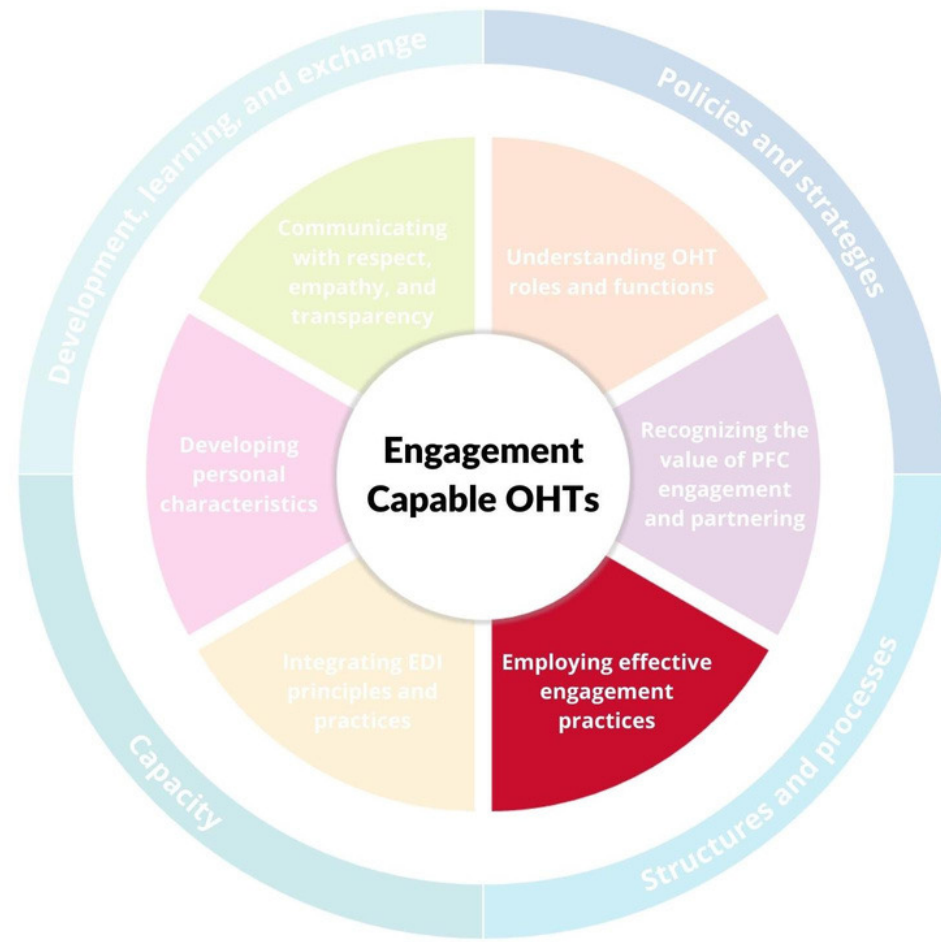 Development, learning, and exchange
Policies and strategies
Communicating
with respect,
empathy, and
transparency
Understanding OHT
roles and functions
Developing
personal
characteristics
Engagement
Capable OHTs
Recognizing the
value of PFC
engagement
and partnering
Integrating EDI
principles and
practices
Employing effective
engagement
practices
Capacity
Structures and processes